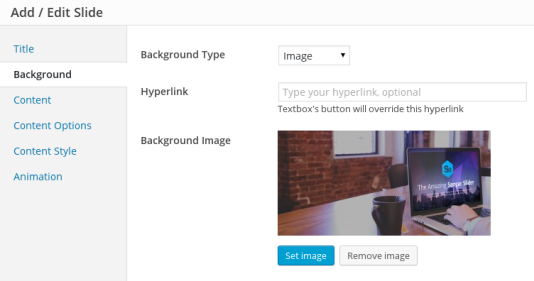 Add / Edit Slide
Title
Background
Content
Content Options
Content Style
Animation
Background Type
Image
Hyperlink
Type your hyperlink, optional
Textbox's button will override this hyperlink
Background Image
The Amazing Sangar Slider
Set image
Remove image